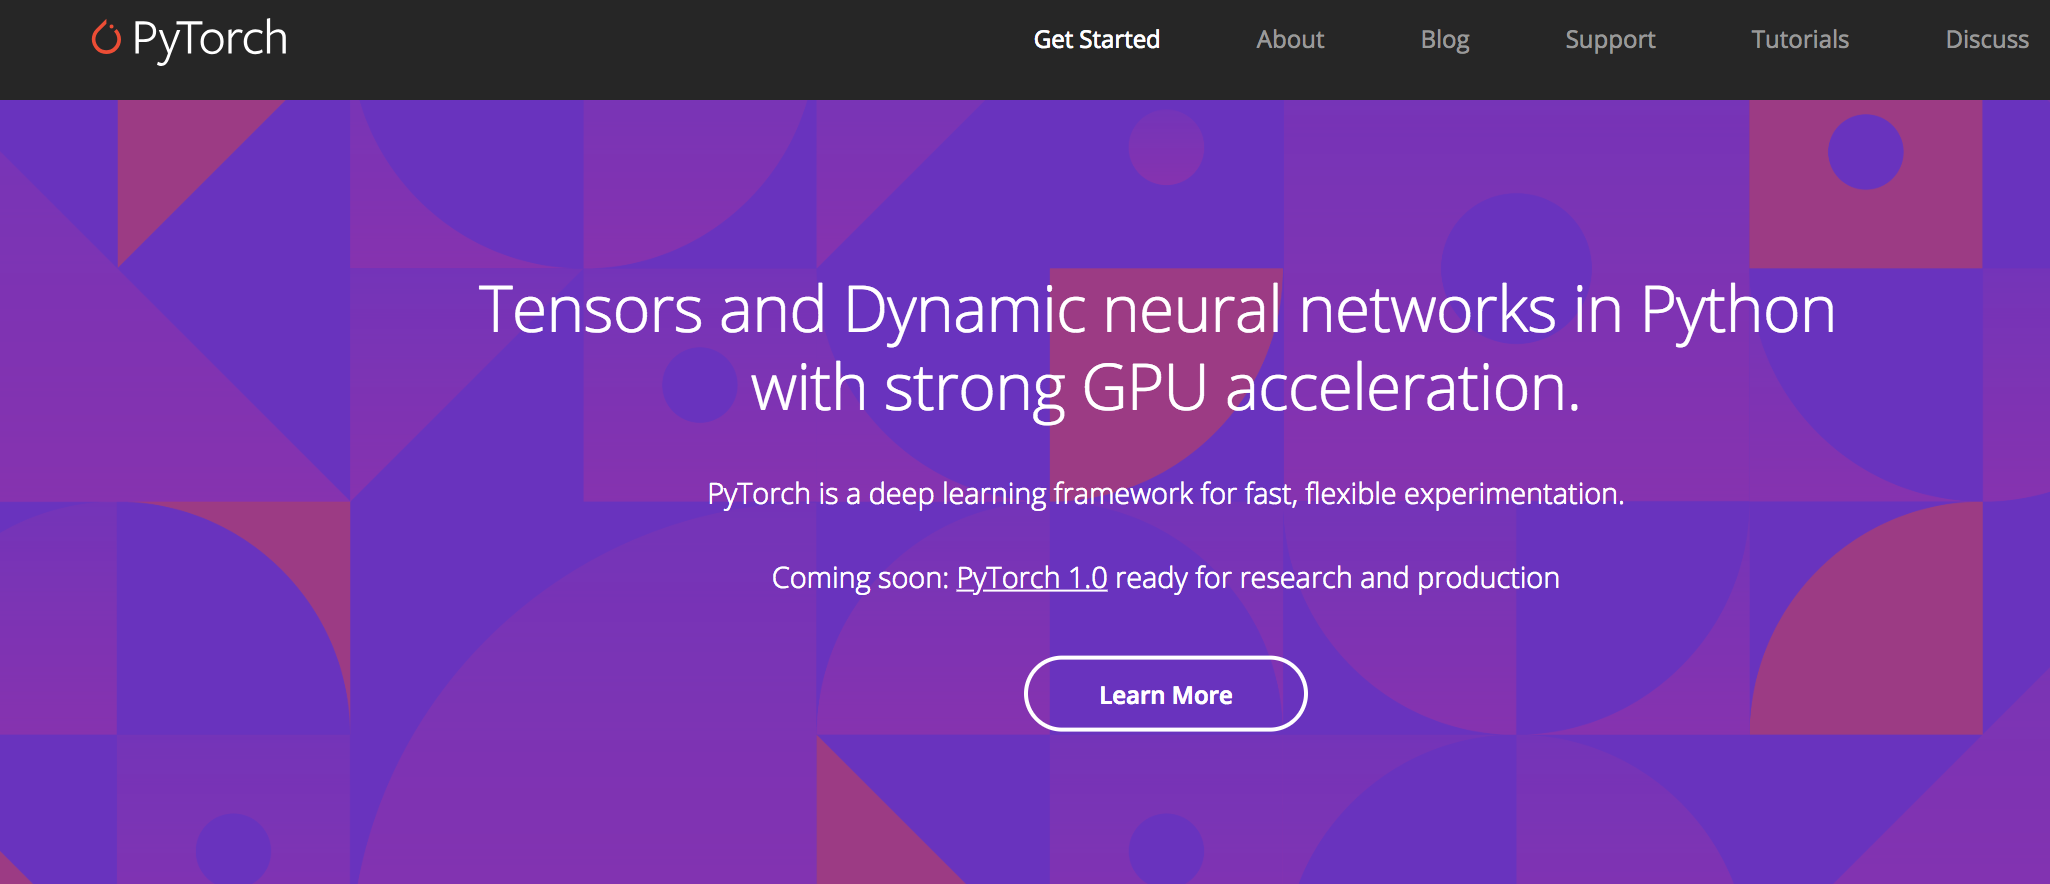 PyTorch
Get Started
About
Blog
Support
Tutorials
Discuss
Tensors and Dynamic neural networks in Python
with strong GPU acceleration.
PyTorch is a deep learning framework for fast, flexible experimentation.
Coming soon: PyTorch 1.0 ready for research and production
Learn More